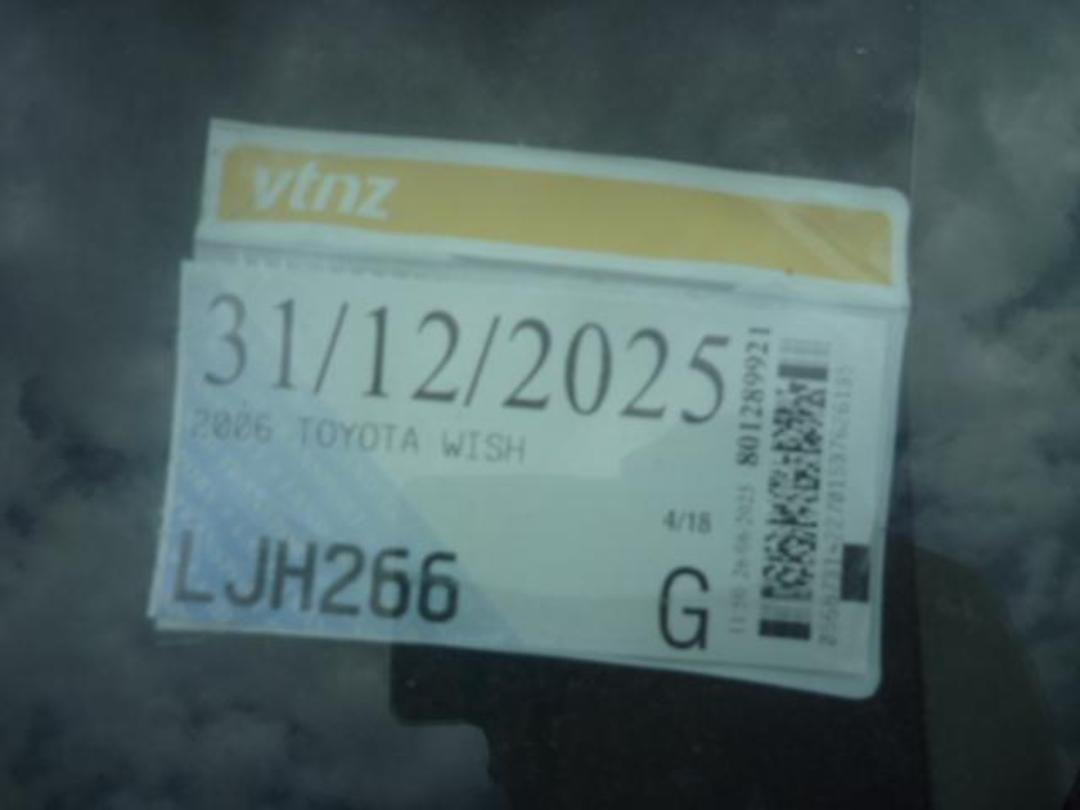 vtnz
31/12/2025
2006 TOYOTA WISH
4/18
LJH266
G
801289921